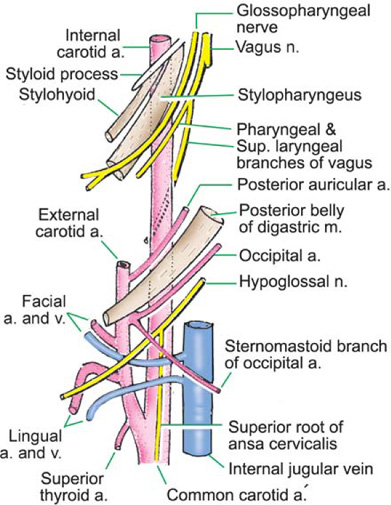 Glossopharyngeal
nerve
Internal
carotid a.
Vagus n.
Styloid process
Stylohyoid
Stylopharyngeus
Pharyngeal &
Sup. laryngeal
branches of vagus
Posterior auricular a.
External
carotid a.
Posterior belly
of digastric m.
Occipital a.
Hypoglossal n.
Facial
a. and v.
Sternomastoid branch
of occipital a.
Lingual
a. and v.
Superior root of
ansa cervicalis
Internal jugular vein
Superior
thyroid a.
Common carotid a.